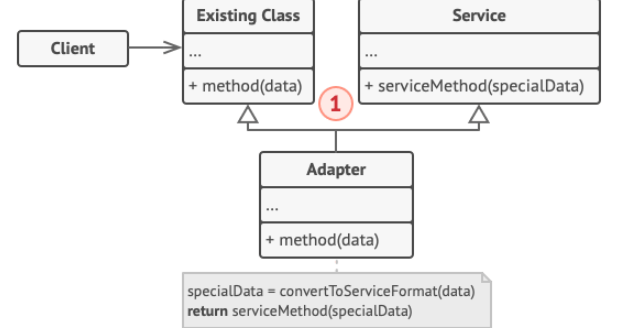 Client
Existing Class
...
+ method(data)
Service
...
+ serviceMethod(specialData)
1
Adapter
...
+ method(data)
specialData = convertToServiceFormat(data)
return serviceMethod(specialData)